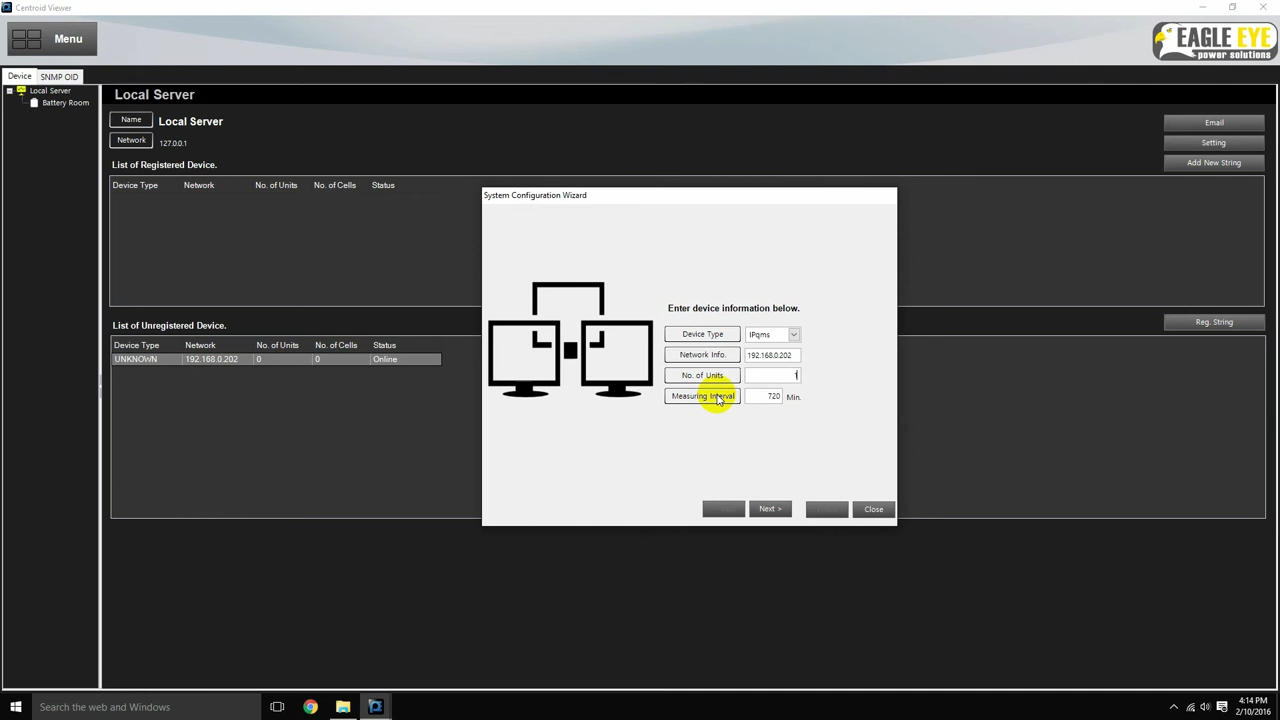 Centroid Viewer
Menu
EAGLE EYE
power solutions
Device SNMP OID
Local Server
Battery Room
Local Server
Name Local Server
Network 127.0.0.1
Email
Setting
Add New String
List of Registered Device.
Device Type Network No. of Units No. of Cells Status
System Configuration Wizard
Enter device information below.
Device Type IPqms
Network Info. 192.168.0.202
No. of Units 1
Measuring Interval 720 Min.
Next >
Close
List of Unregistered Device.
Reg. String
Device Type Network No. of Units No. of Cells Status
UNKNOWN 192.168.0.202 0 0 Online
Search the web and Windows
4:14 PM
2/10/2016